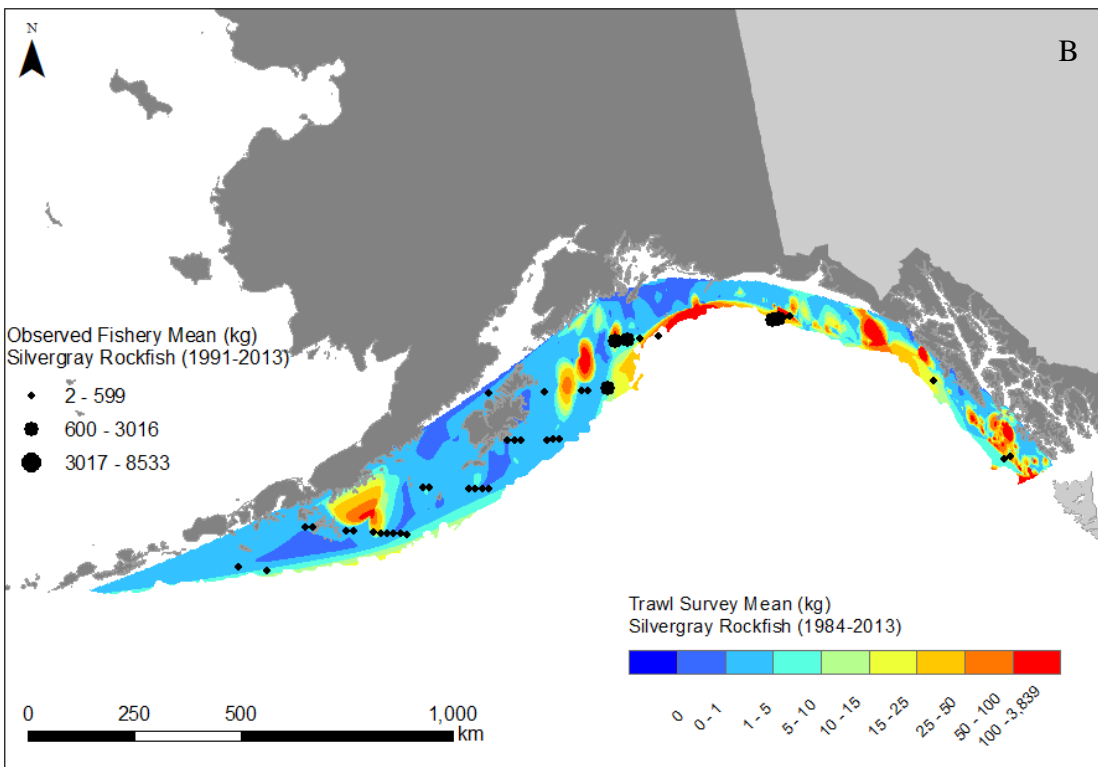 N
B
Observed Fishery Mean (kg)
Silvergray Rockfish (1991-2013)
2 - 599
600 - 3016
3017 - 8533
Trawl Survey Mean (kg)
Silvergray Rockfish (1984-2013)
0
0 - 1
1 - 5
5 - 10
10 - 15
15 - 25
25 - 50
50 - 100
100 - 3,839
0 250 500 1,000
km